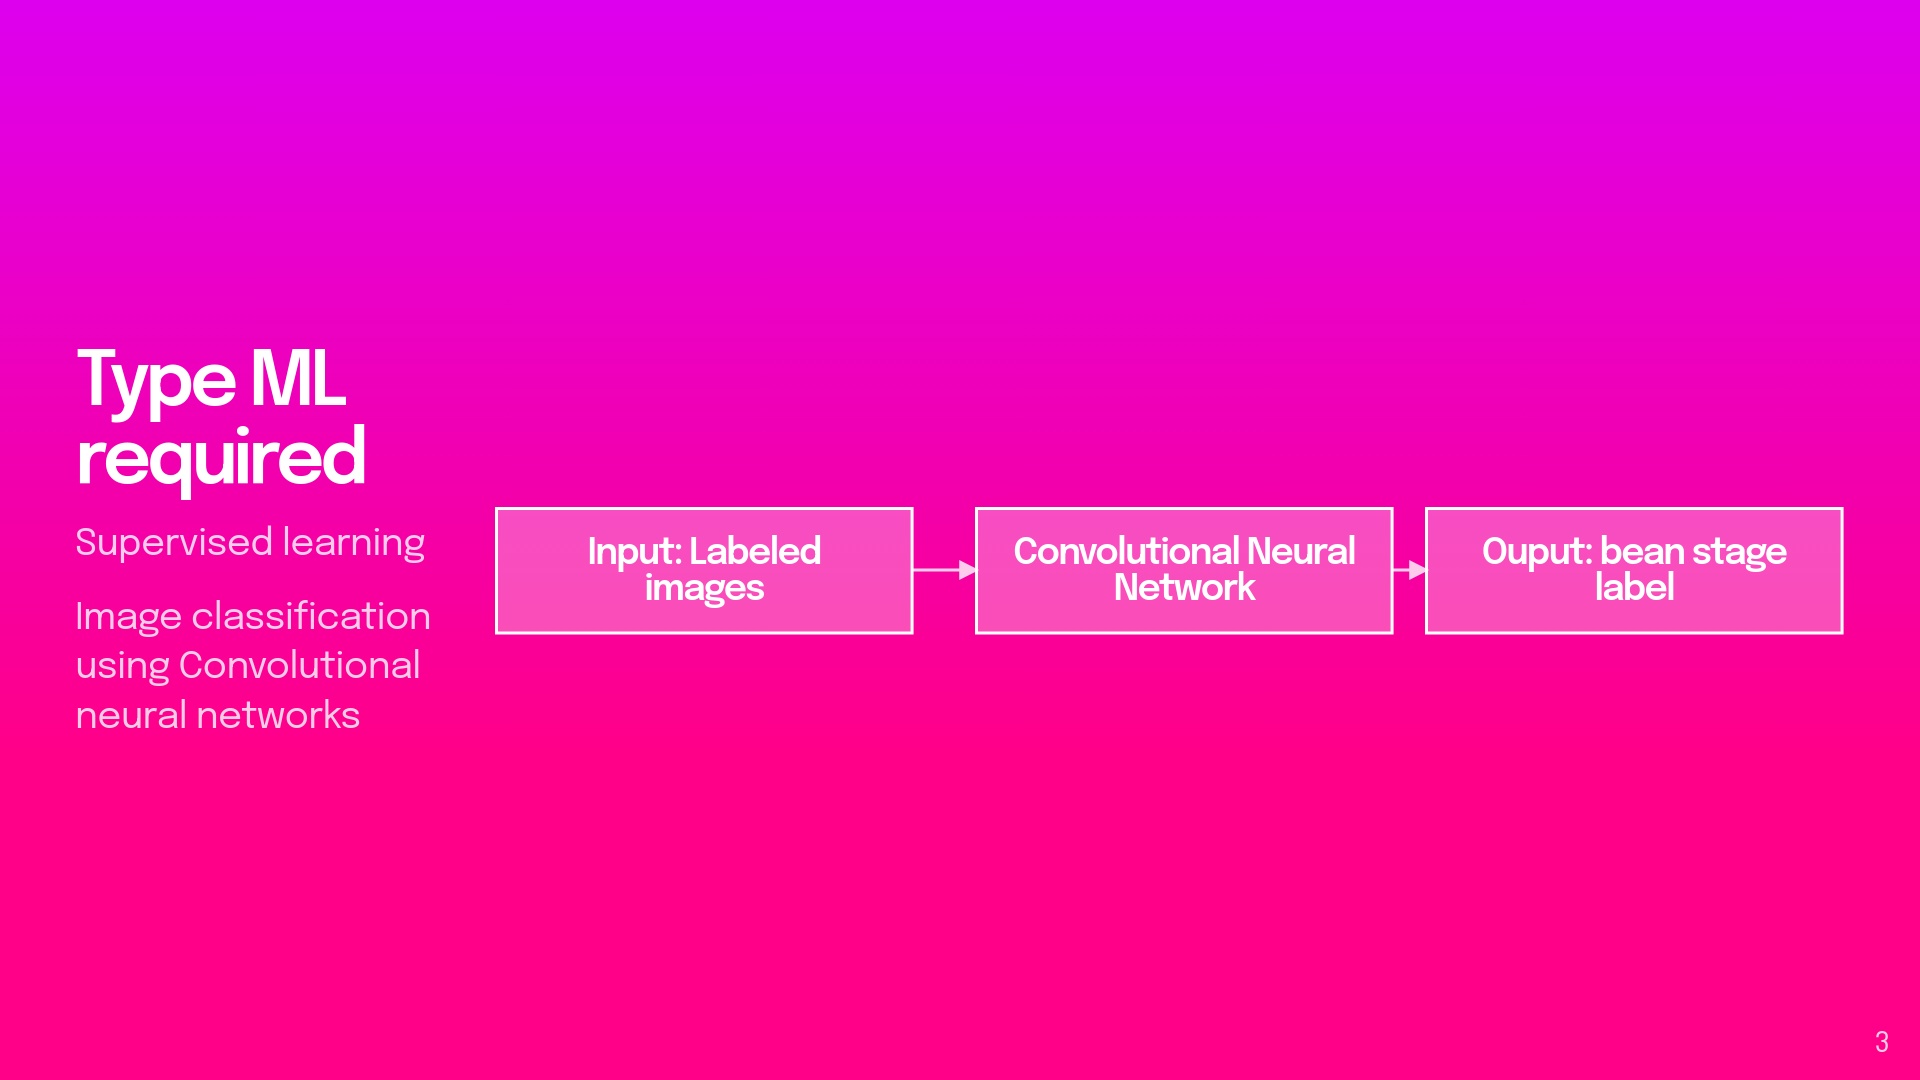 Type ML
required
Supervised learning
Image classification
using Convolutional
neural networks
Input: Labeled
images
Convolutional Neural
Network
Ouput: bean stage
label
3